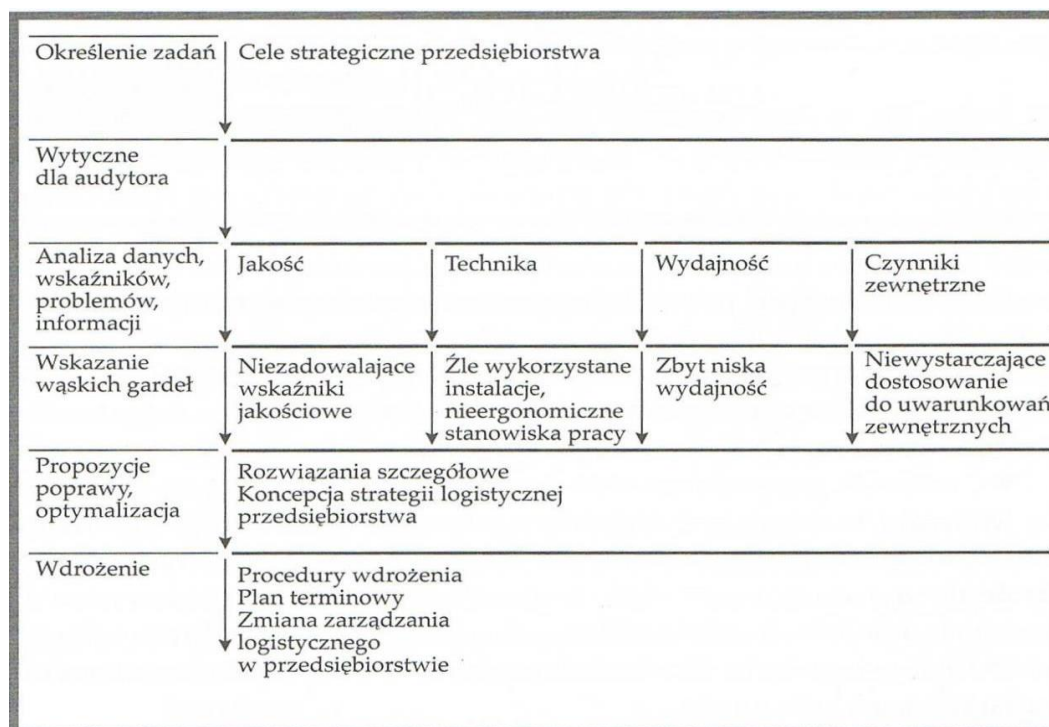 Określenie zadań
Cele strategiczne przedsiębiorstwa
Wytyczne
dla audytora
Analiza danych,
wskaźników,
problemów,
informacji
Jakość
Technika
Wydajność
Czynniki
zewnętrzne
Wskazanie
wąskich gardeł
Niezadowalające
wskaźniki
jakościowe
Źle wykorzystane
instalacje,
nieergonomiczne
stanowiska pracy
Zbyt niska
wydajność
Niewystarczające
dostosowanie
do uwarunkowań
zewnętrznych
Propozycje
poprawy,
optymalizacja
Rozwiązania szczegółowe
Koncepcja strategii logistycznej
przedsiębiorstwa
Wdrożenie
Procedury wdrożenia
Plan terminowy
Zmiana zarządzania
logistycznego
w przedsiębiorstwie